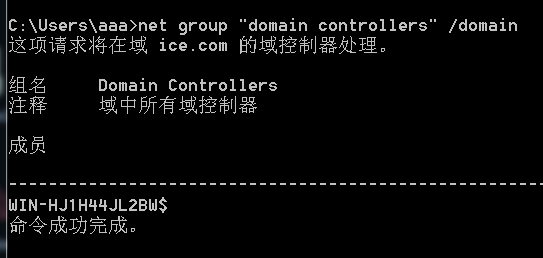 C:\Users\aaa>net group "domain controllers" /domain
这项请求将在域 ice.com 的域控制器处理。
组名     Domain Controllers
注释     域中所有域控制器
成员
-------------------------------------------------------
WIN-HJ1H44JL2BW$
命令成功完成。